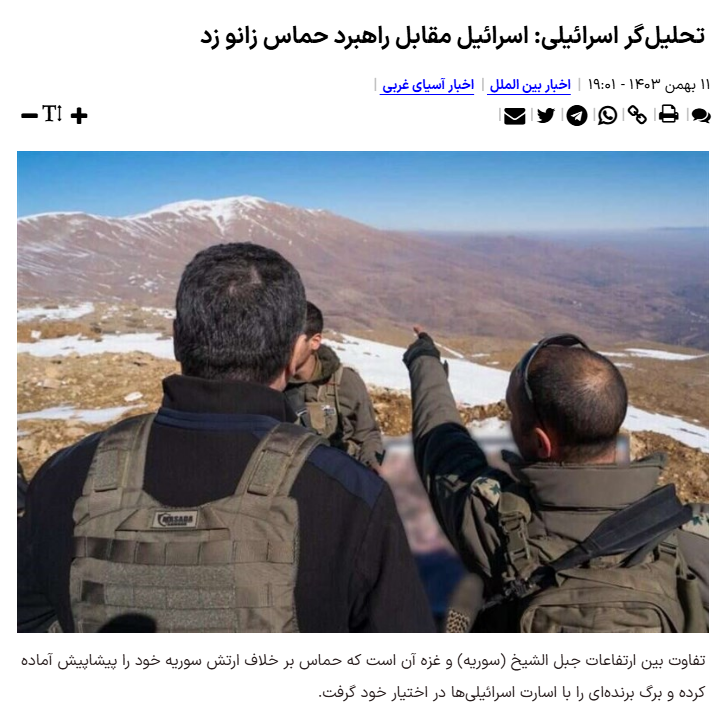 تحلیل‌گر اسرائیلی: اسرائیل مقابل راهبرد حماس زانو زد
۱۱ بهمن ۱۴۰۳ - ۱۹:۰۱ | اخبار بین الملل | اخبار آسیای غربی |
T
MASADA
تفاوت بین ارتفاعات جبل الشیخ (سوریه) و غزه آن است که حماس بر خلاف ارتش سوریه خود را پیشاپیش آماده
کرده و برگ برنده‌ای را با اسارت اسرائیلی‌ها در اختیار خود گرفت.